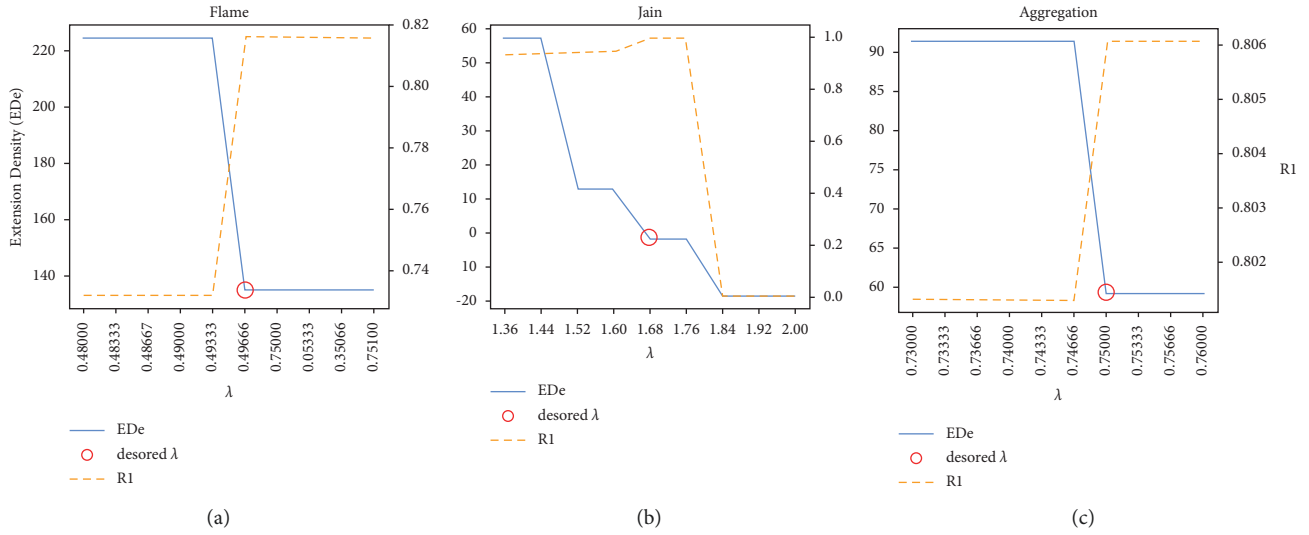 Flame
Extension Density (EDe)
220
200
180
160
140
0.82
0.80
0.78
0.76
0.74
0.48000
0.48333
0.48667
0.49000
0.49333
0.49666
0.75000
0.05333
0.35066
0.75100
λ
EDe
desored λ
R1
(a)
Jain
60
50
40
30
20
10
0
10
-20
1.0
0.8
0.6
0.4
0.2
0.0
1.36 1.44 1.52 1.60 1.68 1.76 1.84 1.92 2.00
λ
EDe
desored λ
R1
(b)
Aggregation
90
85
80
75
70
65
60
0.806
0.805
0.804
0.803
0.802
R1
0.73000
0.73333
0.73666
0.74000
0.74333
0.74666
0.75000
0.75333
0.75666
0.76000
λ
EDe
desored λ
R1
(c)